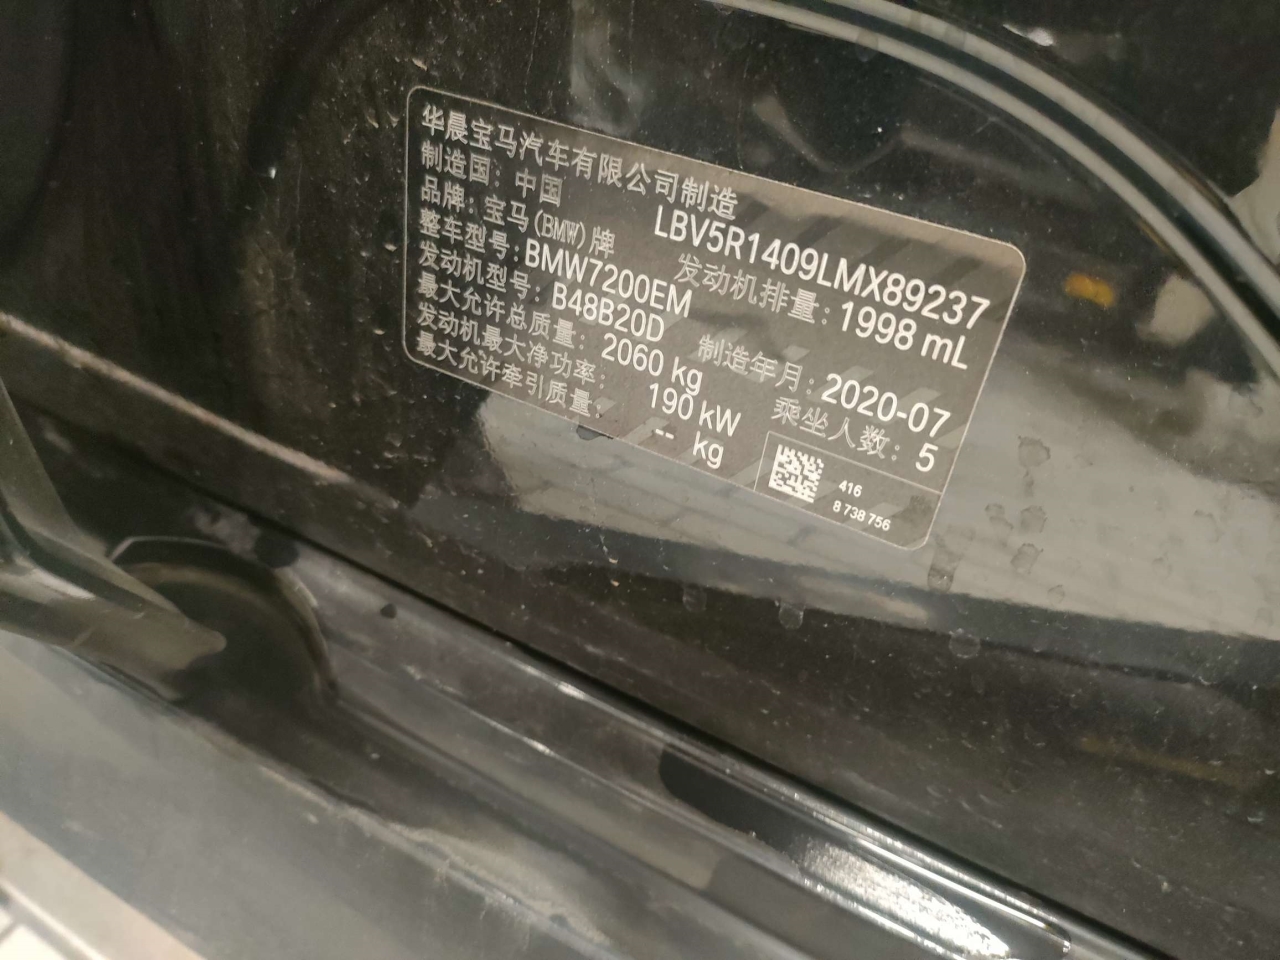 华晨宝马汽车有限公司制造
制造国: 中国 LBV5R1409LMX89237
品牌: 宝马(BMW)牌 发动机排量: 1998 mL
整车型号: BMW7200EM
发动机型号: B48B20D 制造年月: 2020-07
最大允许总质量: 2060 kg 乘坐人数: 5
发动机最大净功率: 190 kW
最大允许牵引质量: -- kg
416
8 738 756